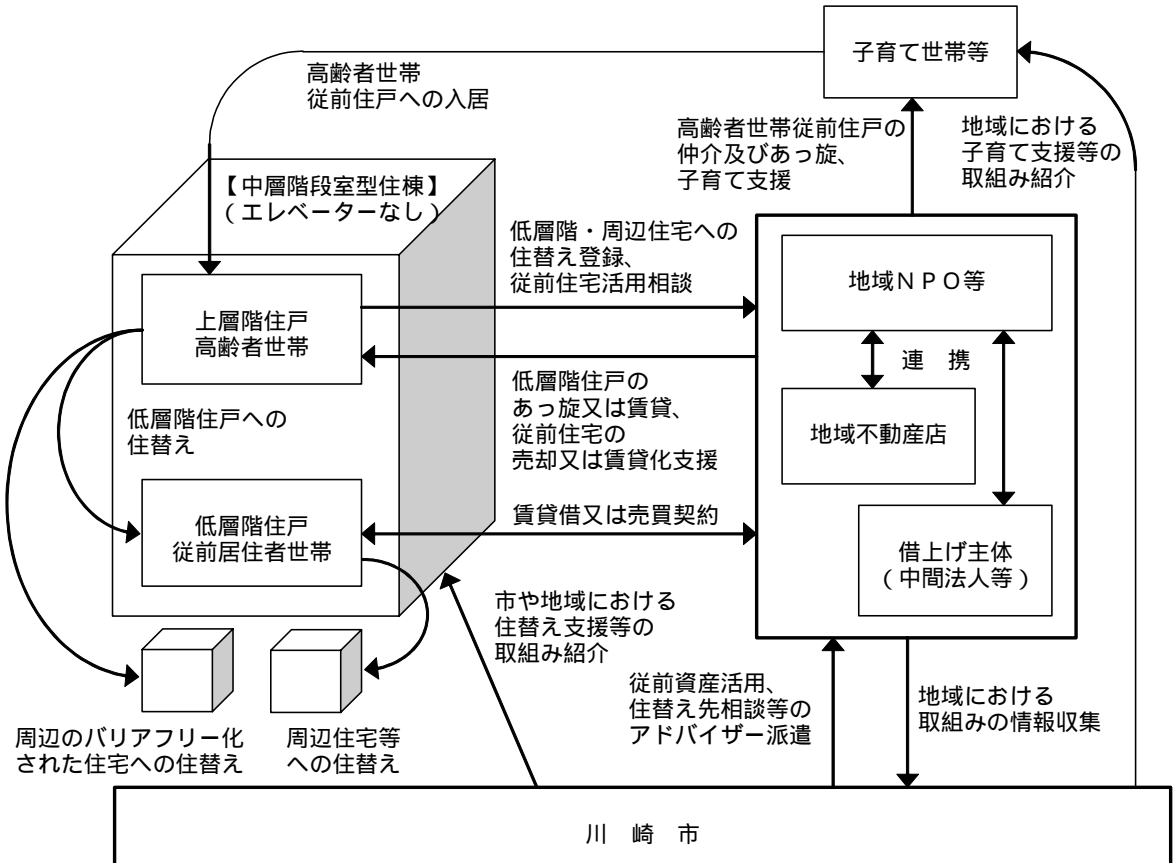 子育て世帯等
高齢者世帯
従前住戸への入居
高齢者世帯従前住戸の
仲介及びあっ旋、
子育て支援
地域における
子育て支援等の
取組み紹介
【中層階段室型住棟】
（エレベーターなし）
低層階・周辺住宅への
住替え登録、
従前住宅活用相談
地域ＮＰＯ等
上層階住戸
高齢者世帯
連　携
低層階住戸の
あっ旋又は賃貸、
従前住宅の
売却又は賃貸化支援
地域不動産店
低層階住戸への
住替え
賃貸借又は売買契約
低層階住戸
従前居住者世帯
借上げ主体
（中間法人等）
市や地域における
住替え支援等の
取組み紹介
従前資産活用、
住替え先相談等の
アドバイザー派遣
地域における
取組みの情報収集
周辺のバリアフリー化
された住宅への住替え
周辺住宅等
への住替え
川　崎　市